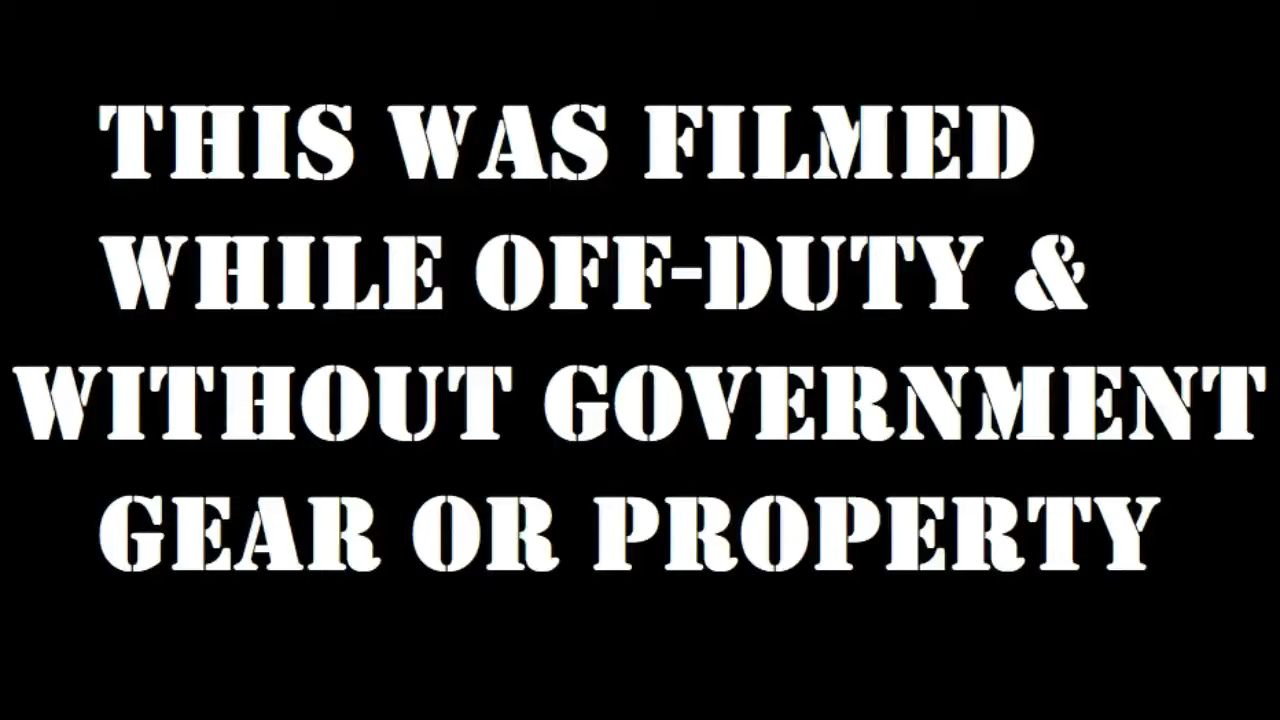 THIS WAS FILMED
WHILE OFF-DUTY &
WITHOUT GOVERNMENT
GEAR OR PROPERTY